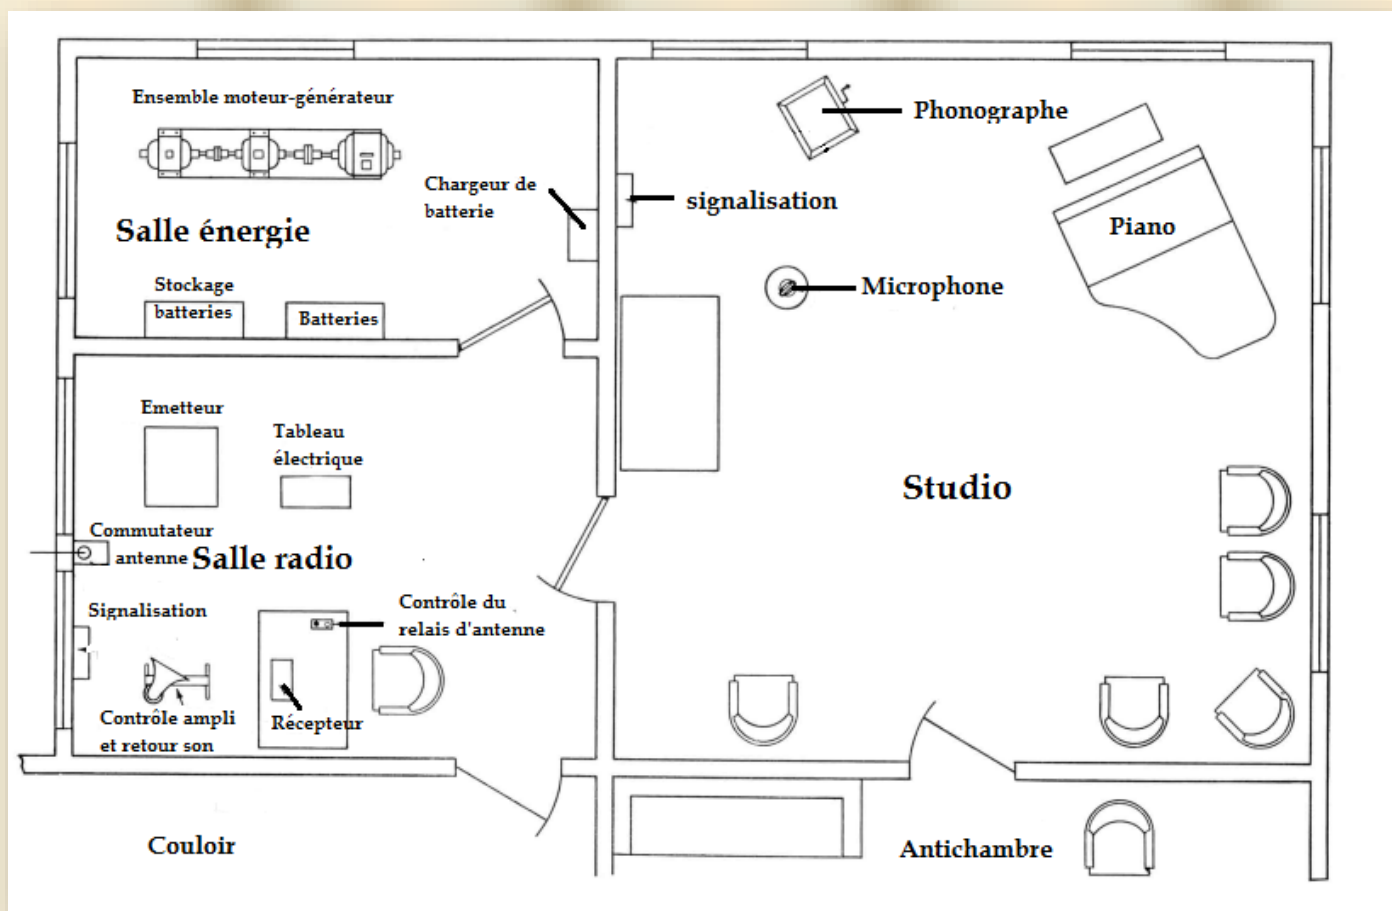 Ensemble moteur-générateur
Phonographe
Chargeur de
batterie
signalisation
Salle énergie
Piano
Stockage
batteries
Batteries
Microphone
Emetteur
Tableau
électrique
Studio
Commutateur
antenne
Salle radio
Signalisation
Contrôle du
relais d'antenne
Contrôle ampli
et retour son
Récepteur
Couloir
Antichambre